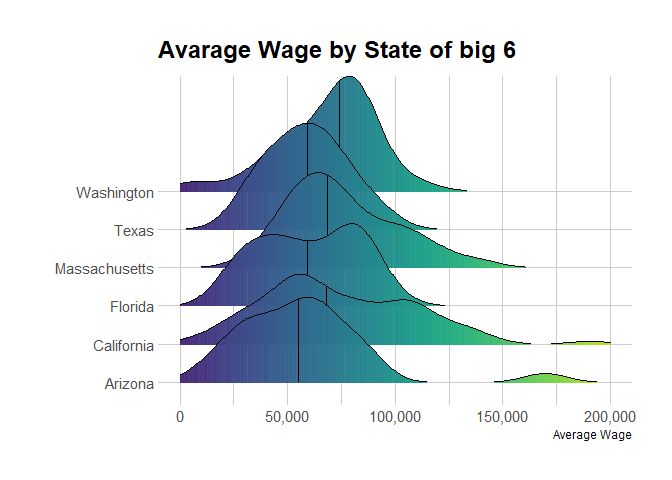 Avarage Wage by State of big 6
Washington
Texas
Massachusetts
Florida
California
Arizona
0 50,000 100,000 150,000 200,000
Average Wage